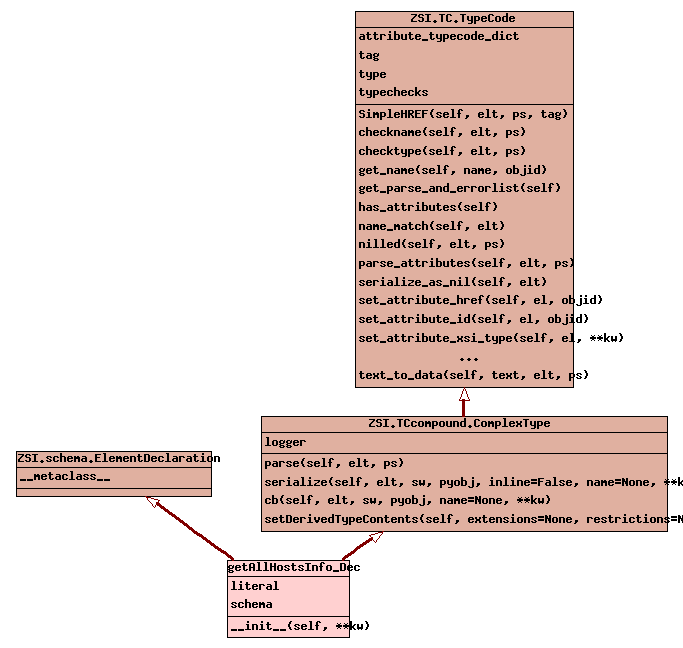 ZSI.TC.TypeCode
attribute_typecode_dict
tag
type
typechecks
SimpleHREF(self, elt, ps, tag)
checkname(self, elt, ps)
checktype(self, elt, ps)
get_name(self, name, objid)
get_parse_and_errorlist(self)
has_attributes(self)
name_match(self, elt)
nilled(self, elt, ps)
parse_attributes(self, elt, ps)
serialize_as_nil(self, elt)
set_attribute_href(self, el, objid)
set_attribute_id(self, el, objid)
set_attribute_xsi_type(self, el, **kw)
...
text_to_data(self, text, elt, ps)
ZSI.TCcompound.ComplexType
logger
parse(self, elt, ps)
serialize(self, elt, sw, pyobj, inline=False, name=None, **k
cb(self, elt, sw, pyobj, name=None, **kw)
setDerivedTypeContents(self, extensions=None, restrictions=N
ZSI.schema.ElementDeclaration
__metaclass__
getAllHostsInfo_Dec
literal
schema
__init__(self, **kw)